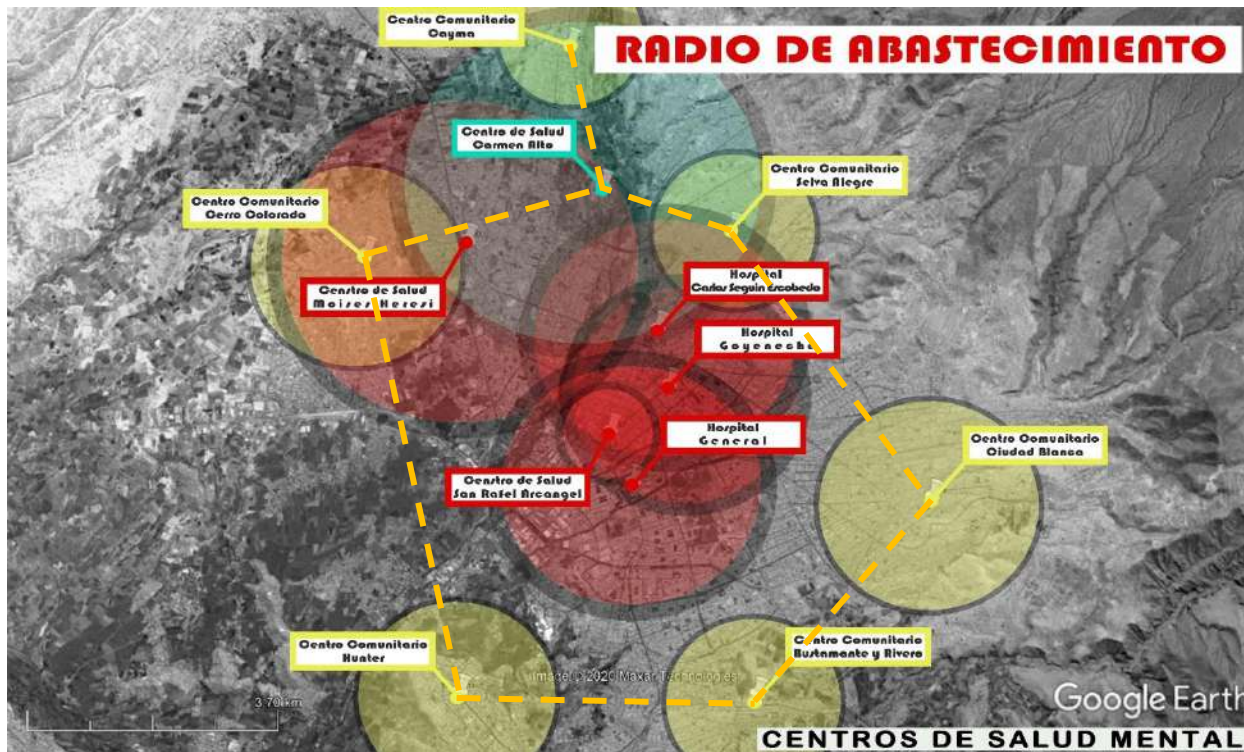 Centro Comunitario
Cayma
RADIO DE ABASTECIMIENTO
Centro de Salud
Carmen Alto
Centro Comunitario
Selva Alegre
Centro Comunitario
Cerro Colorado
Censtro de Salud
Moises Heresi
Hospital
Carlos Seguin Escobedo
Hospital
Goyeneche
Hospital
General
Centro Comunitario
Ciudad Blanca
Censtro de Salud
San Rafel Arcangel
Centro Comunitario
Hunter
Centro Comunitario
Bustamante y Rivero
Image © 2020 Maxar Technologies
3.70 km
Google Earth
CENTROS DE SALUD MENTAL